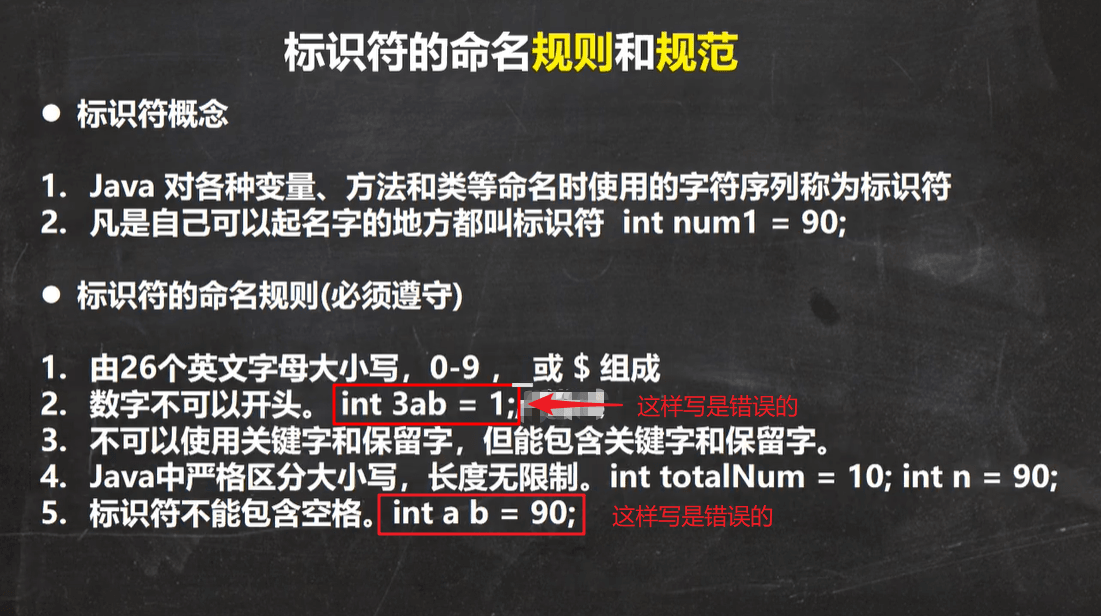 标识符的命名规则和规范
● 标识符概念
1. Java 对各种变量、方法和类等命名时使用的字符序列称为标识符
2. 凡是自己可以起名字的地方都叫标识符 int num1 = 90;
● 标识符的命名规则(必须遵守)
1. 由26个英文字母大小写，0-9 ，_ 或 $ 组成
2. 数字不可以开头。int 3ab = 1; 这样写是错误的
3. 不可以使用关键字和保留字，但能包含关键字和保留字。
4. Java中严格区分大小写，长度无限制。int totalNum = 10; int n = 90;
5. 标识符不能包含空格。int a b = 90; 这样写是错误的